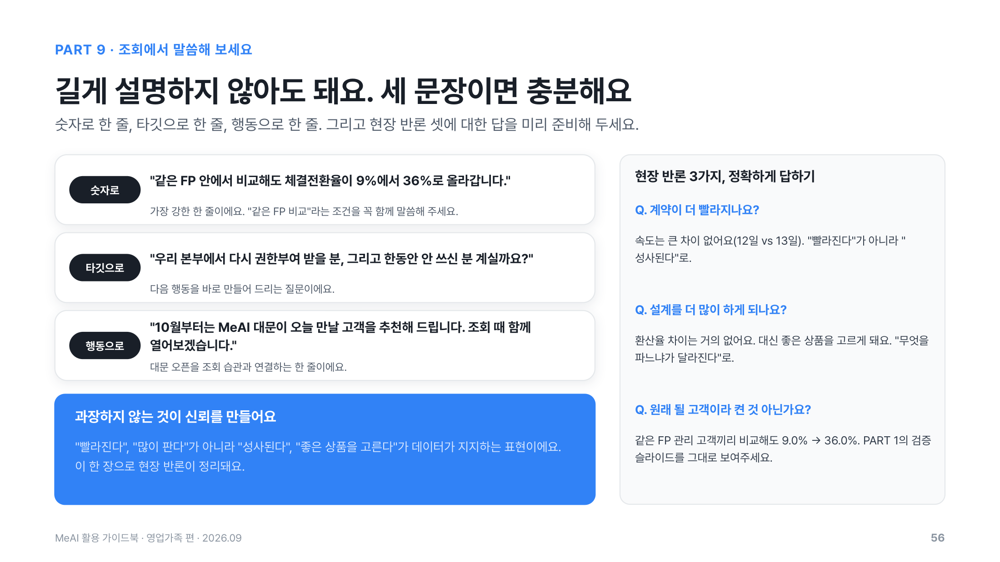 PART 9 · 조회에서 말씀해 보세요
길게 설명하지 않아도 돼요. 세 문장이면 충분해요
숫자로 한 줄, 타깃으로 한 줄, 행동으로 한 줄. 그리고 현장 반론 셋에 대한 답을 미리 준비해 두세요.
숫자로
"같은 FP 안에서 비교해도 체결전환율이 9%에서 36%로 올라갑니다."
가장 강한 한 줄이에요. "같은 FP 비교"라는 조건을 꼭 함께 말씀해 주세요.
타깃으로
"우리 본부에서 다시 권한부여 받을 분, 그리고 한동안 안 쓰신 분 계실까요?"
다음 행동을 바로 만들어 드리는 질문이에요.
행동으로
"10월부터는 MeAI 대문이 오늘 만날 고객을 추천해 드립니다. 조회 때 함께
열어보겠습니다."
대문 오픈을 조회 습관과 연결하는 한 줄이에요.
과장하지 않는 것이 신뢰를 만들어요
"빨라진다", "많이 판다"가 아니라 "성사된다", "좋은 상품을 고른다"가 데이터가 지지하는 표현이에요.
이 한 장으로 현장 반론이 정리돼요.
현장 반론 3가지, 정확하게 답하기
Q. 계약이 더 빨라지나요?
속도는 큰 차이 없어요(12일 vs 13일). "빨라진다"가 아니라 "
성사된다"로.
Q. 설계를 더 많이 하게 되나요?
환산율 차이는 거의 없어요. 대신 좋은 상품을 고르게 돼요. "무엇을
파느냐가 달라진다"로.
Q. 원래 될 고객이라 켠 것 아닌가요?
같은 FP 관리 고객끼리 비교해도 9.0% → 36.0%. PART 1의 검증
슬라이드를 그대로 보여주세요.
MeAI 활용 가이드북 · 영업가족 편 · 2026.09
56